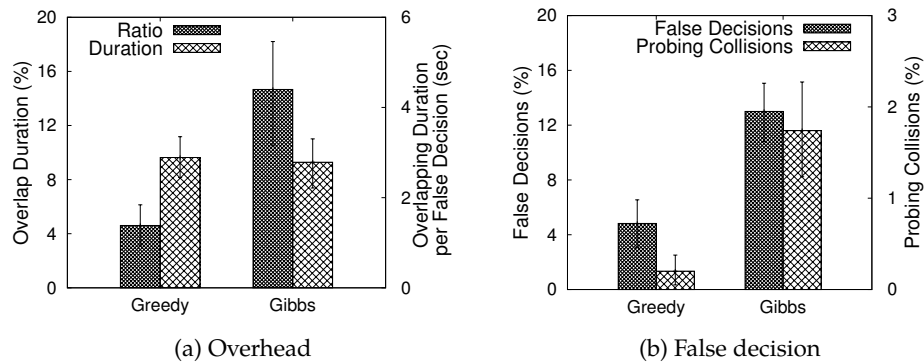 20
16
12
8
4
0
Overlap Duration (%)
Ratio
Duration
6
4
2
0
Overlapping Duration
per False Decision (sec)
Greedy
Gibbs
(a) Overhead
20
16
12
8
4
0
False Decisions (%)
False Decisions
Probing Collisions
3
2
1
0
Probing Collisions (%)
Greedy
Gibbs
(b) False decision